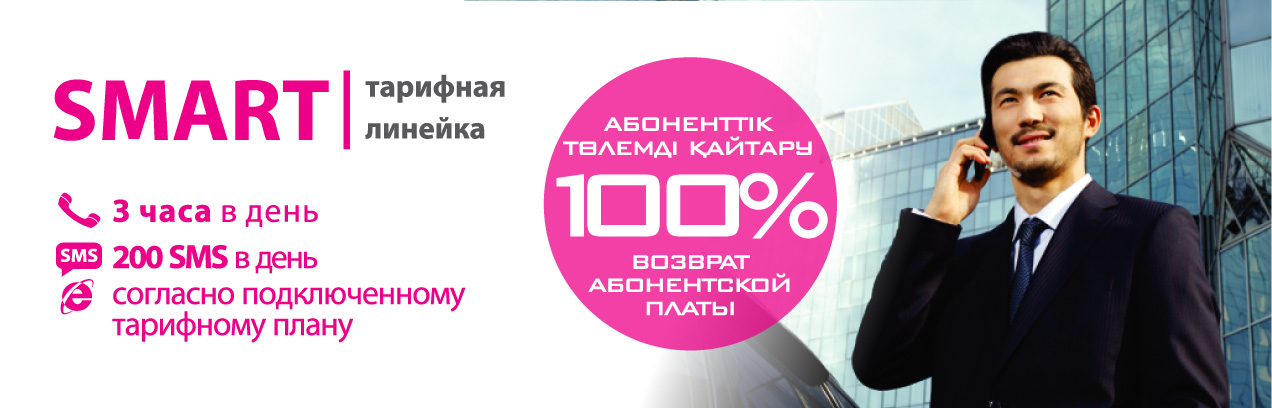 SMART
тарифная
линейка
3 часа в день
SMS
200 SMS в день
согласно подключенному
тарифному плану
АБОНЕНТТІК
ТӨЛЕМДІ ҚАЙТАРУ
100%
ВОЗВРАТ
АБОНЕНТСКОЙ
ПЛАТЫ